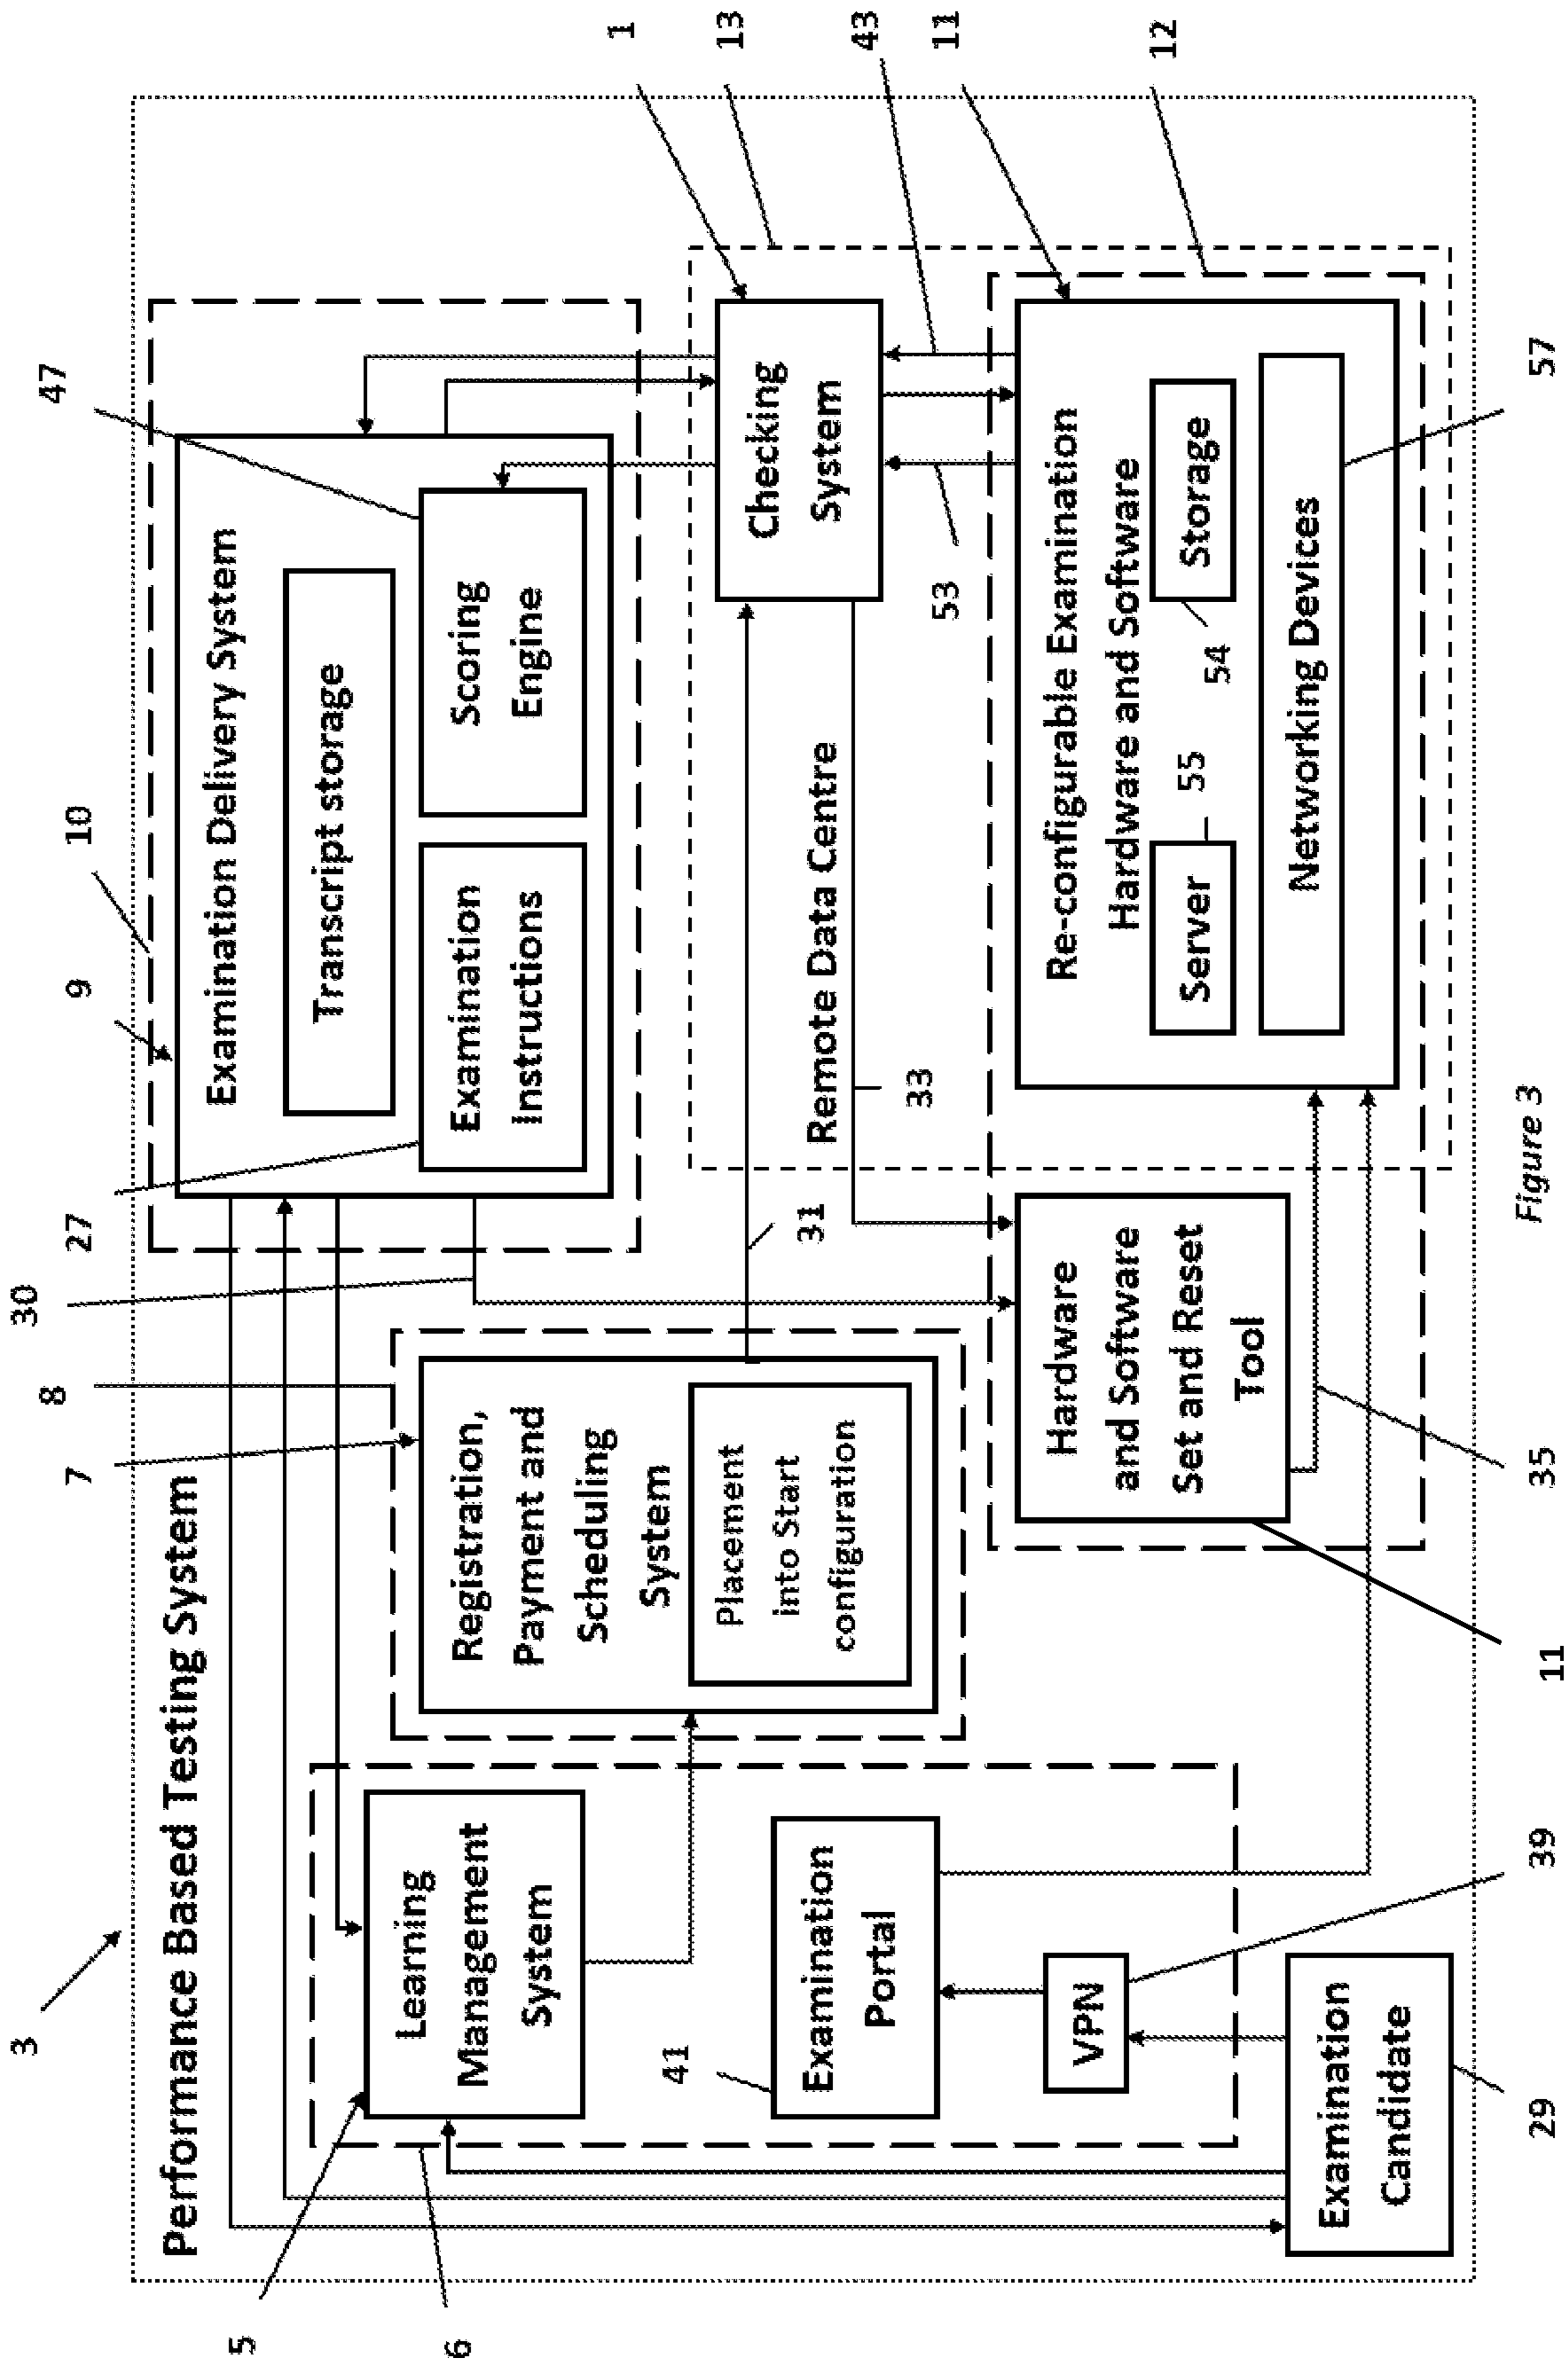 3
Performance Based Testing System
5
6
Learning
Management
System
41
Examination
Portal
VPN
39
Examination
Candidate
29
7
8
Registration,
Payment and
Scheduling
System
Placement
into Start
configuration
30
27
9
10
Examination Delivery System
Transcript storage
Examination
Instructions
Scoring
Engine
47
31
Remote Data Centre
33
Checking
System
1
13
43
53
11
12
Hardware
and Software
Set and Reset
Tool
11
35
Re-configurable Examination
Hardware and Software
Server
55
Storage
54
Networking Devices
57
Figure 3